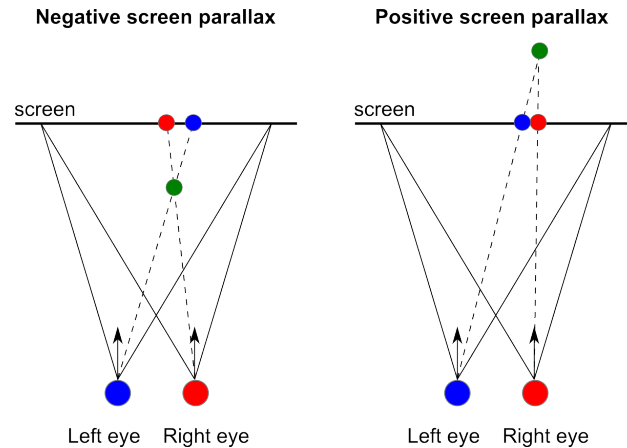 Negative screen parallax
Positive screen parallax
screen
screen
Left eye
Right eye
Left eye
Right eye